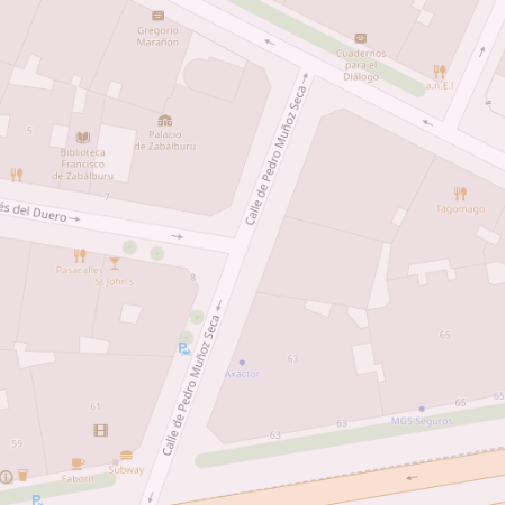 Gregorio
Marañón
Cuadernos
para el
Diálogo
a.n.E.l
5
Palacio
de Zabálburu
Biblioteca
Francisco
de Zabálburu
Calle de Pedro Muñoz Seca
7
és del Duero
Tagomago
Pasacalles
St. John's
8
65
63
Axactor
Calle de Pedro Muñoz Seca
61
65
65
MGS Seguros
63
63
59
Faborit
Subway